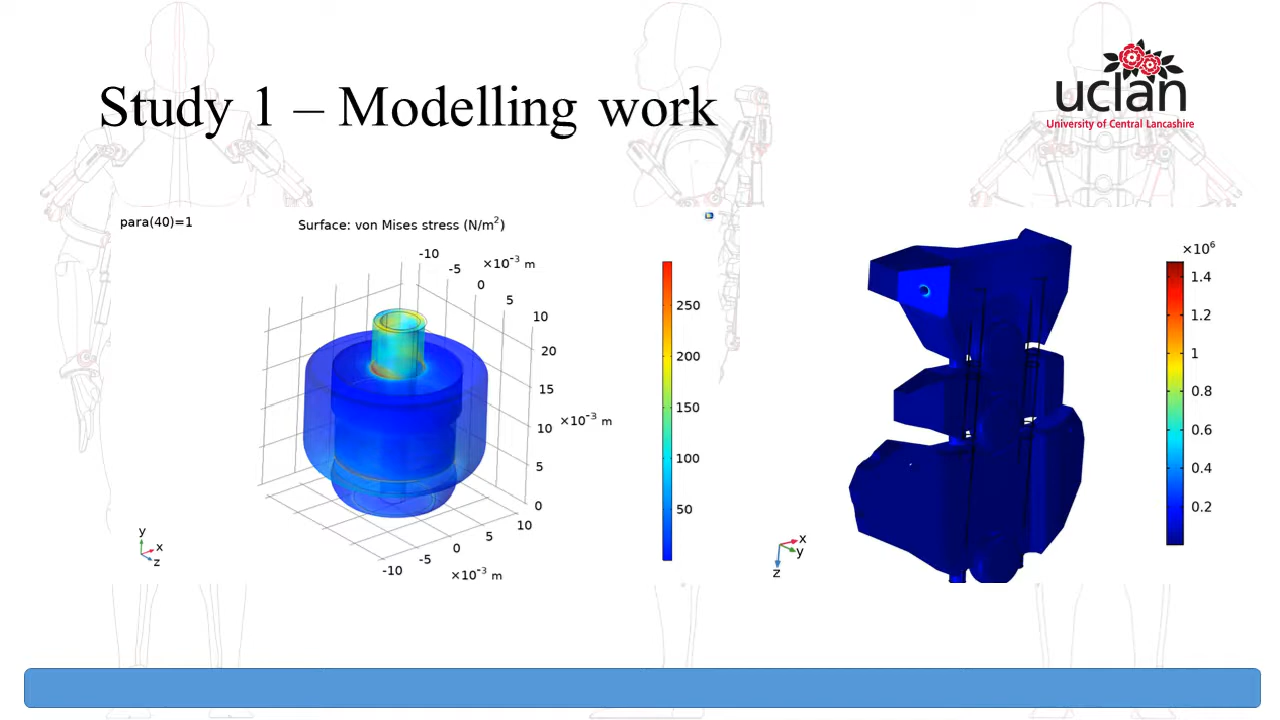 Study 1 – Modelling work
uclan
University of Central Lancashire
para(40)=1
Surface: von Mises stress (N/m²)
-10
-5
×10⁻³ m
0
5
10
20
15
10 ×10⁻³ m
5
0
10
5
0
-5
-10
×10⁻³ m
y
x
z
250
200
150
100
50
×10⁶
1.4
1.2
1
0.8
0.6
0.4
0.2
x
y
z